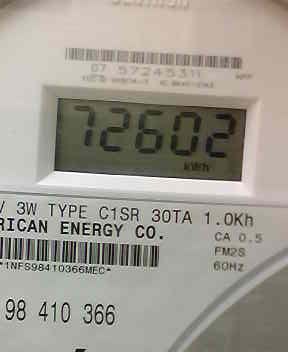 07 57245311
72602
kWh
V 3W TYPE C1SR 30TA 1.0Kh
RICAN ENERGY CO.
CA 0.5
FM2S
60Hz
*1NFS98410366MEC*
98 410 366